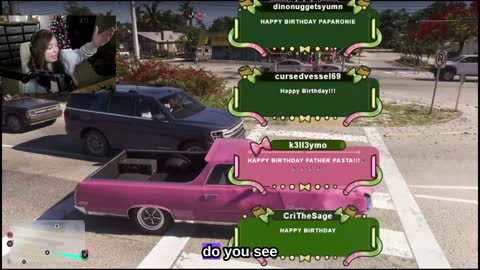 dinonuggetsyumn
HAPPY BIRTHDAY PAPARONIE
cursedvessel69
Happy Birthday!!!
k3ll3ymo
HAPPY BIRTHDAY FATHER PASTA!!!
CriTheSage
HAPPY BIRTHDAY
do you see